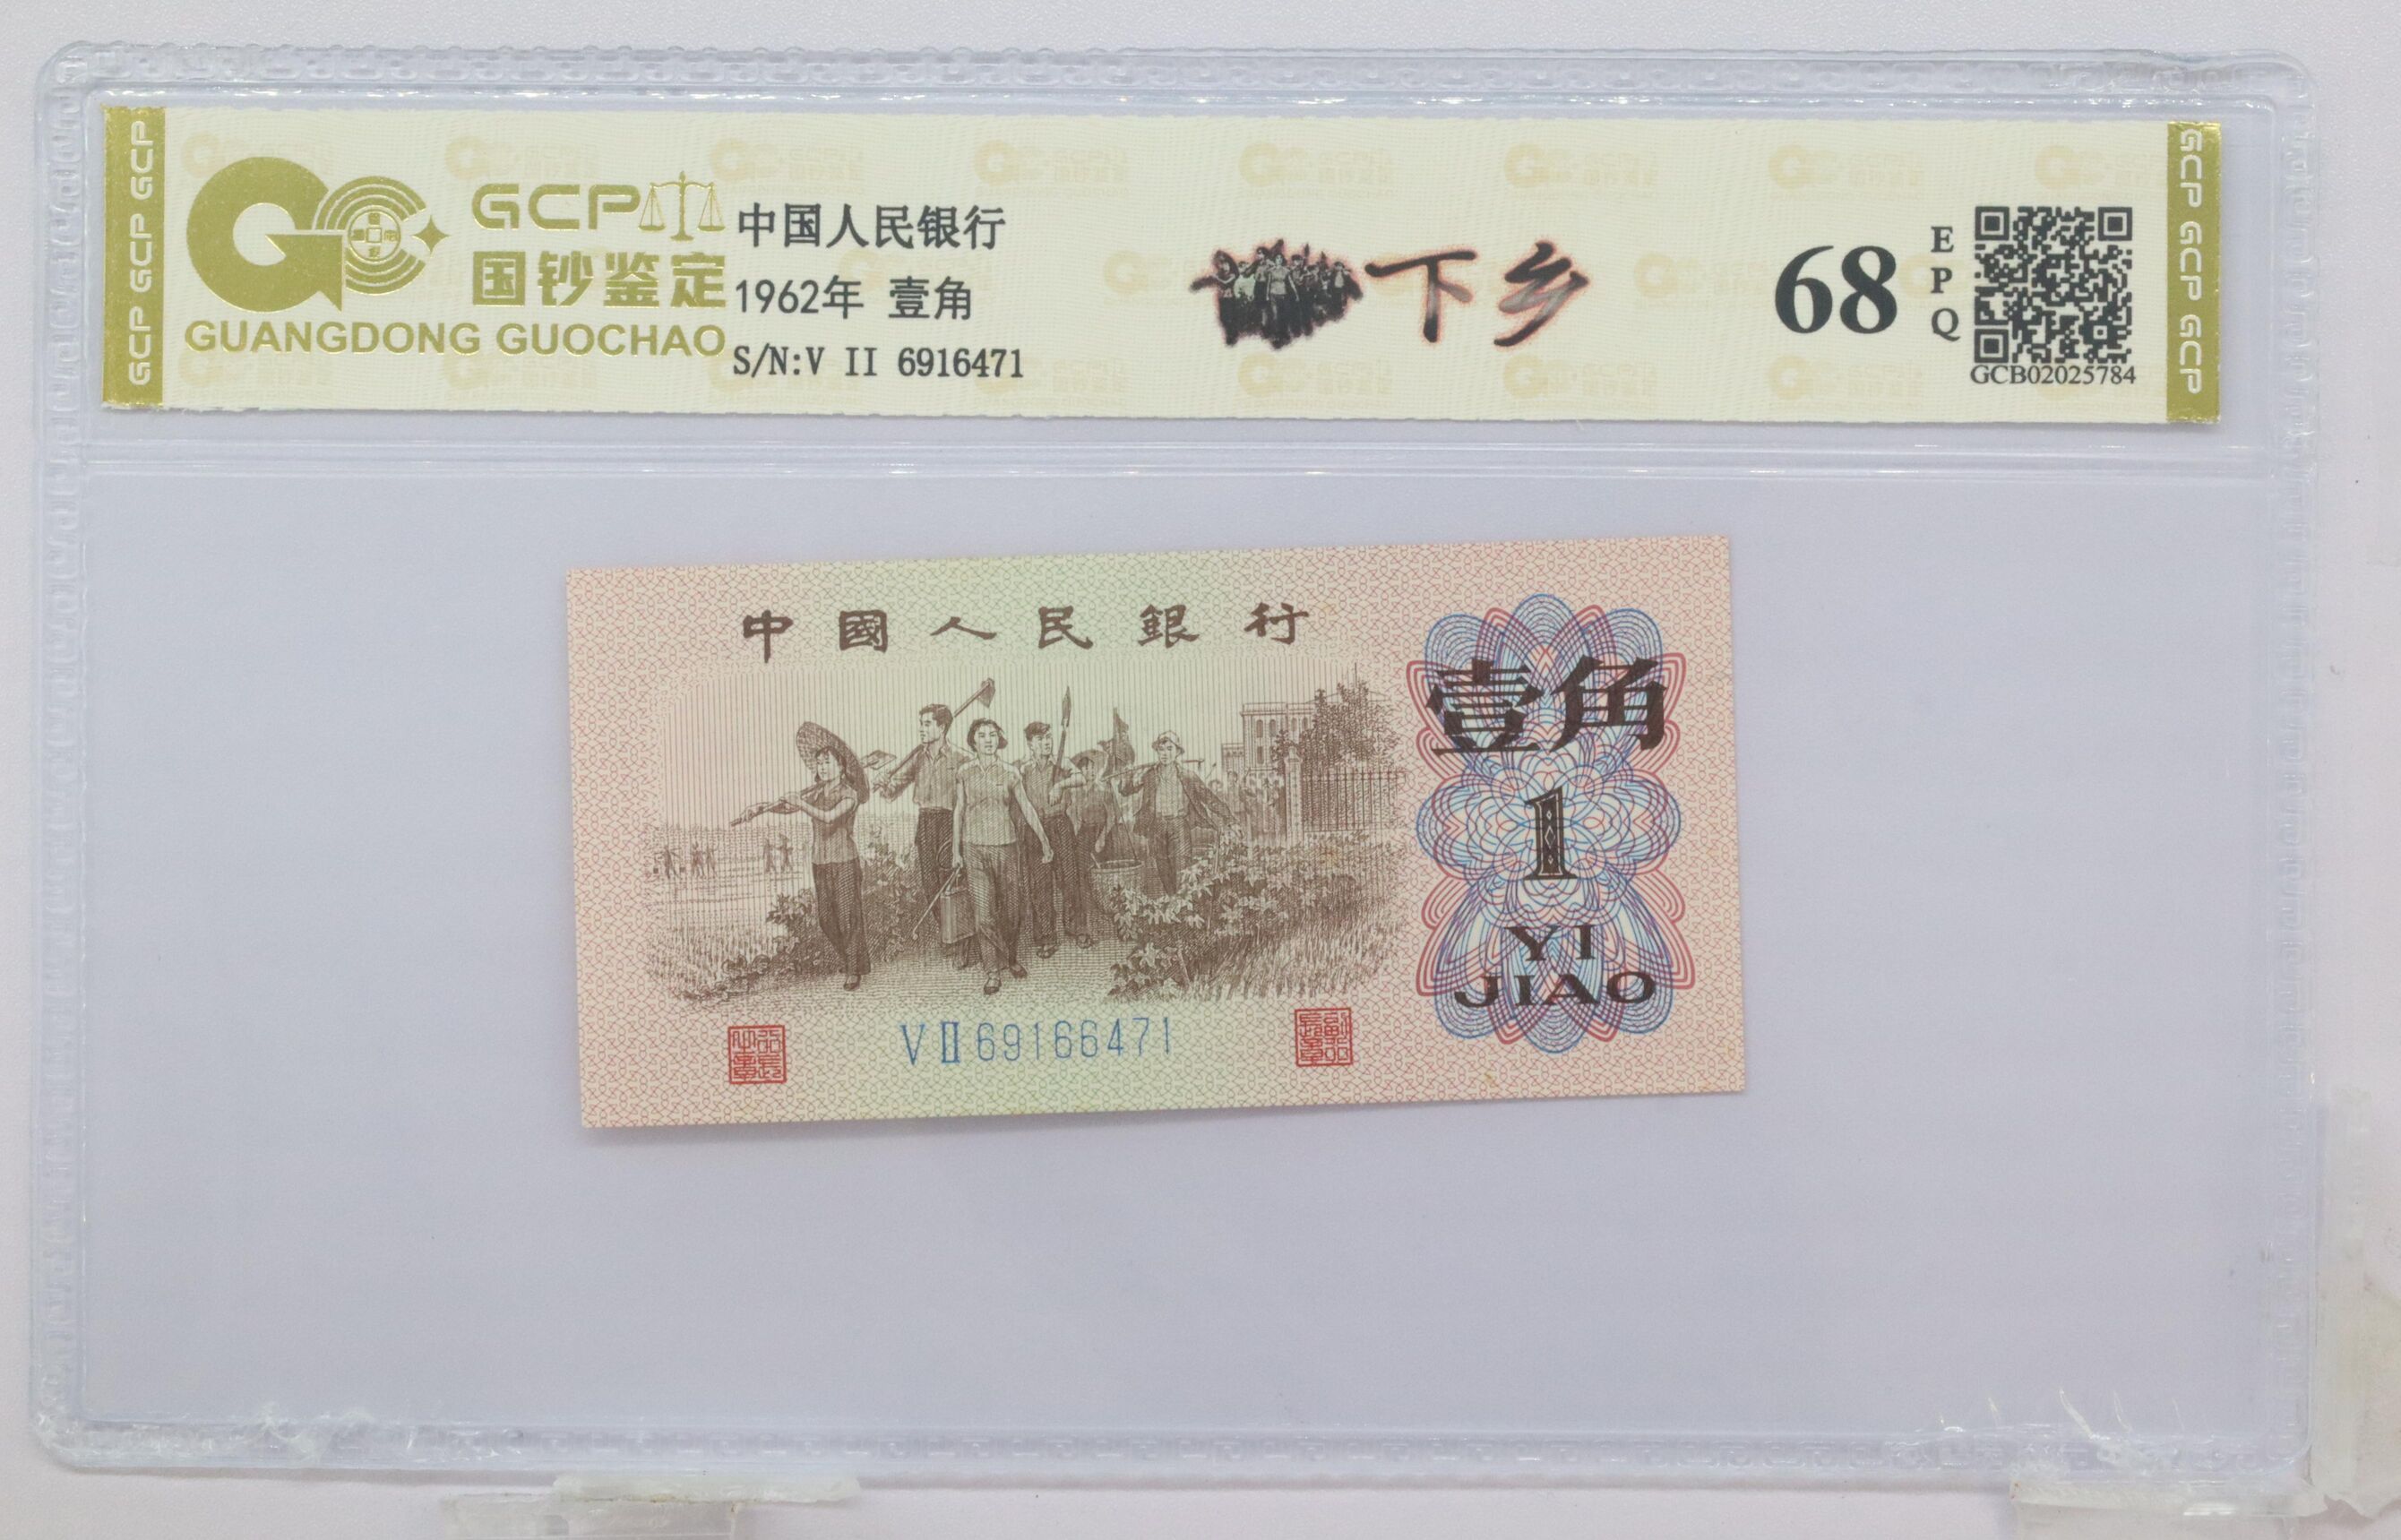 GCP GCP GCP
GCP
国钞鉴定
GUANGDONG GUOCHAO
中国人民银行
1962年 壹角
S/N:V II 6916471
下乡
68
EPQ
GCB02025784
GCP GCP GCP
中國人民銀行
壹角
1
YI
JIAO
V II 69166471